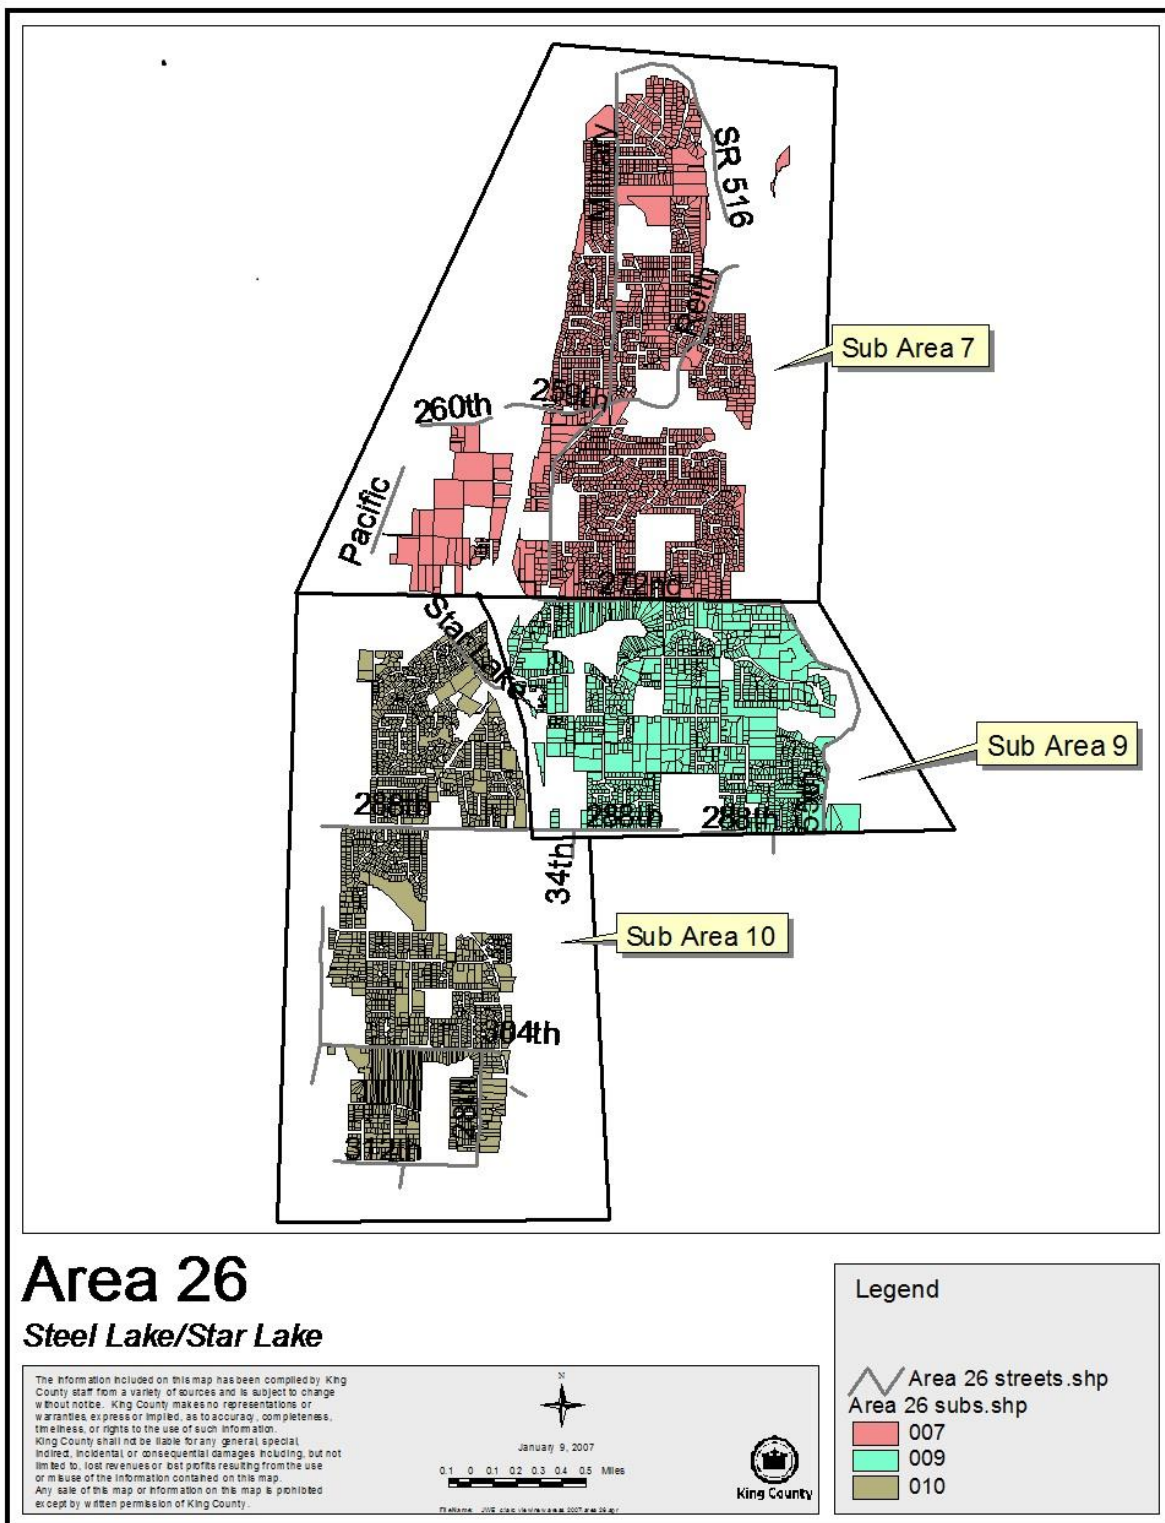 Military
SR 516
Reith
Sub Area 7
259th
260th
Pacific
272nd
Star Lake
Sub Area 9
288th
288th
288th
34th
Sub Area 10
304th
28th
312th
Area 26
Steel Lake/Star Lake
The information included on this map has been compiled by King
County staff from a variety of sources and is subject to change
without notice. King County makes no representations or
warranties, express or implied, as to accuracy, completeness,
timeliness, or rights to the use of such information.
King County shall not be liable for any general, special,
indirect, incidental, or consequential damages including, but not
limited to, lost revenues or lost profits resulting from the use
or misuse of the information contained on this map.
Any sale of this map or information on this map is prohibited
except by written permission of King County.
N
January 9, 2007
0.1 0 0.1 0.2 0.3 0.4 0.5 Miles
King County
Legend
Area 26 streets.shp
Area 26 subs.shp
007
009
010